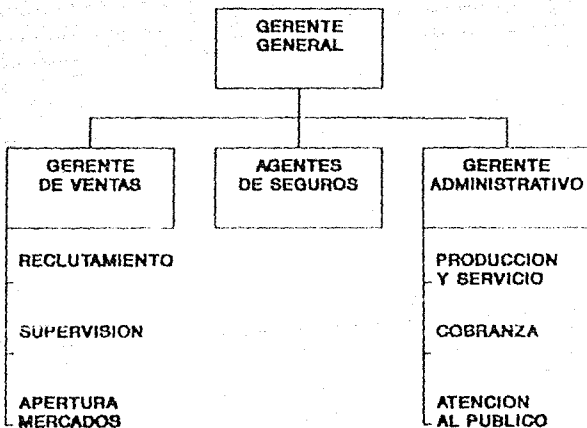 GERENTE
GENERAL
GERENTE
DE VENTAS
AGENTES
DE SEGUROS
GERENTE
ADMINISTRATIVO
RECLUTAMIENTO
SUPERVISION
APERTURA
MERCADOS
PRODUCCION
Y SERVICIO
COBRANZA
ATENCION
AL PUBLICO